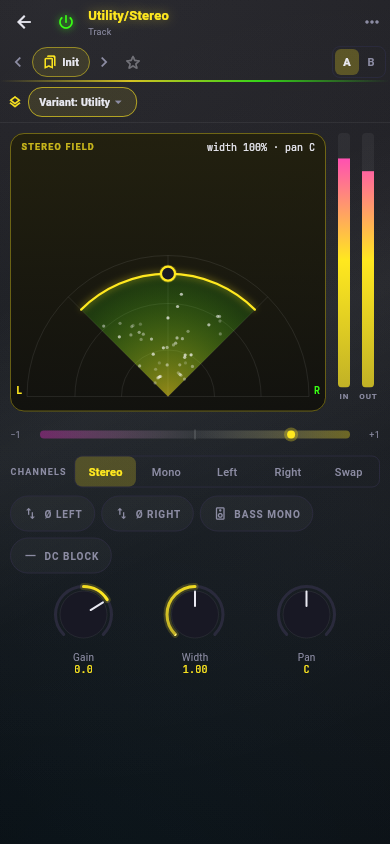 Utility/Stereo
Track
Init
A
B
Variant: Utility
STEREO FIELD
width 100% · pan C
L
R
IN
OUT
-1
+1
CHANNELS
Stereo
Mono
Left
Right
Swap
Ø LEFT
Ø RIGHT
BASS MONO
DC BLOCK
Gain
Width
Pan
0.0
1.00
C